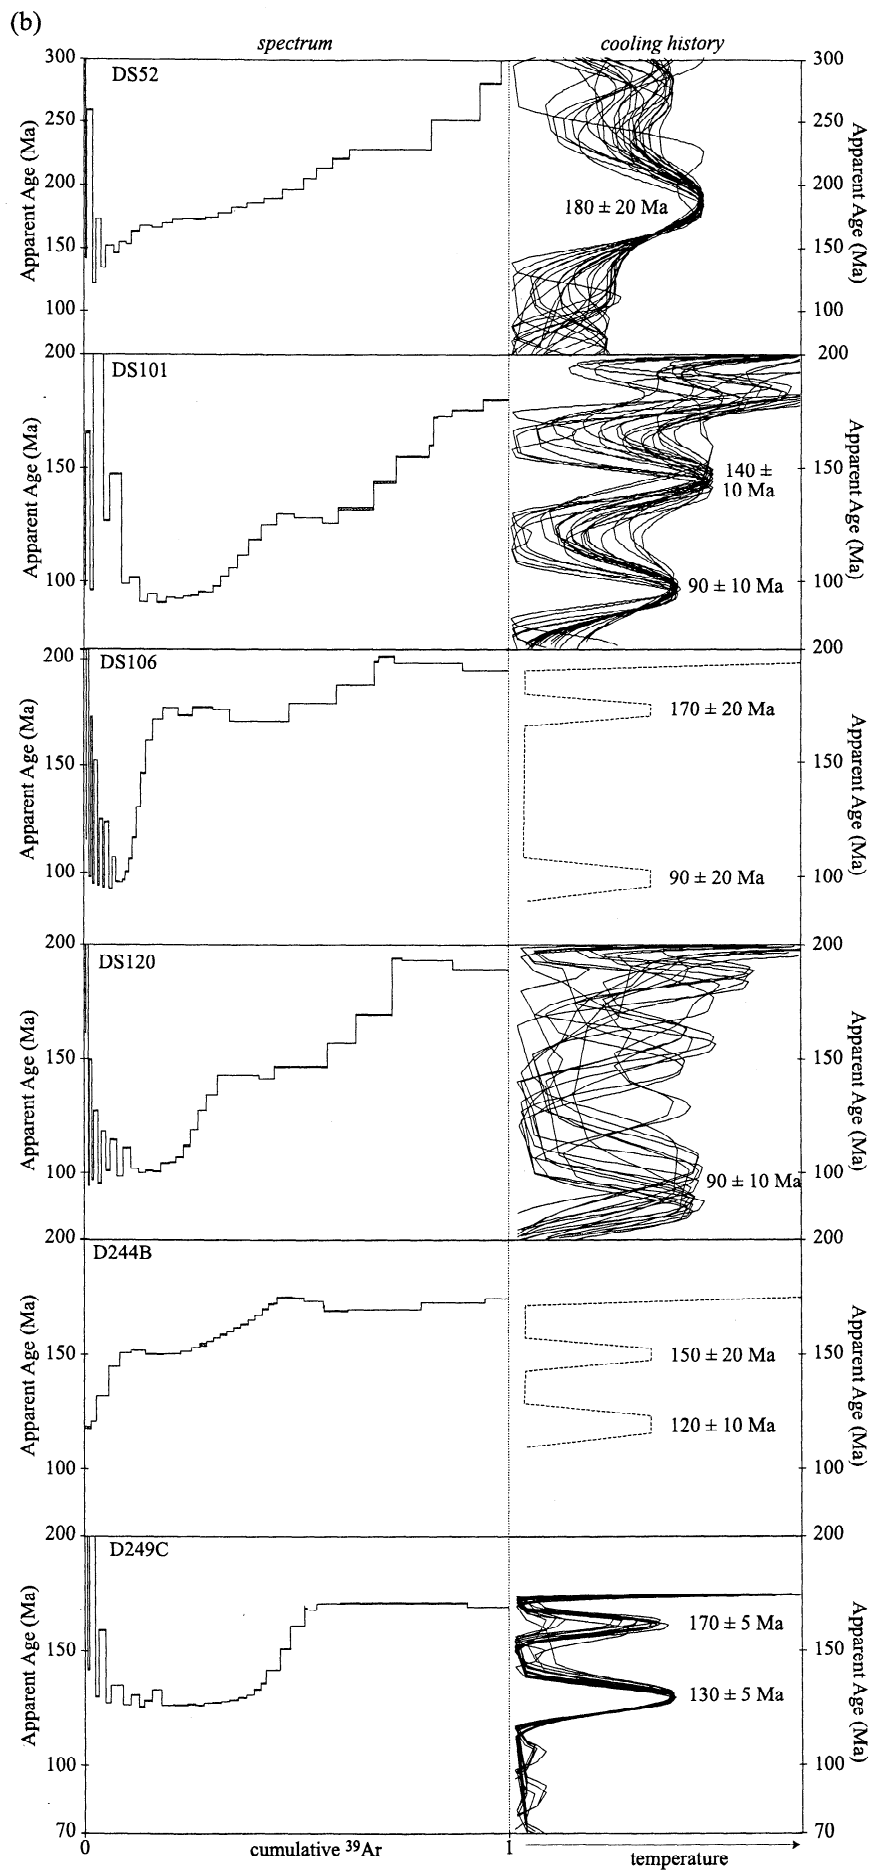 (b)
spectrum cooling history
300 DS52 300
250 250
200 180 ± 20 Ma 200
150 150
100 100
Apparent Age (Ma) Apparent Age (Ma)
200 200
DS101
150 140 ± 150
10 Ma
100 90 ± 10 Ma 100
Apparent Age (Ma) Apparent Age (Ma)
200 DS106 200
170 ± 20 Ma
150 150
100 90 ± 20 Ma 100
Apparent Age (Ma) Apparent Age (Ma)
200 200
DS120
150 150
100 90 ± 10 Ma 100
Apparent Age (Ma) Apparent Age (Ma)
200 200
D244B
150 150 ± 20 Ma 150
120 ± 10 Ma
100 100
Apparent Age (Ma) Apparent Age (Ma)
200 200
D249C
170 ± 5 Ma
150 150
130 ± 5 Ma
100 100
Apparent Age (Ma) Apparent Age (Ma)
70 70
0 cumulative ³⁹Ar 1 temperature